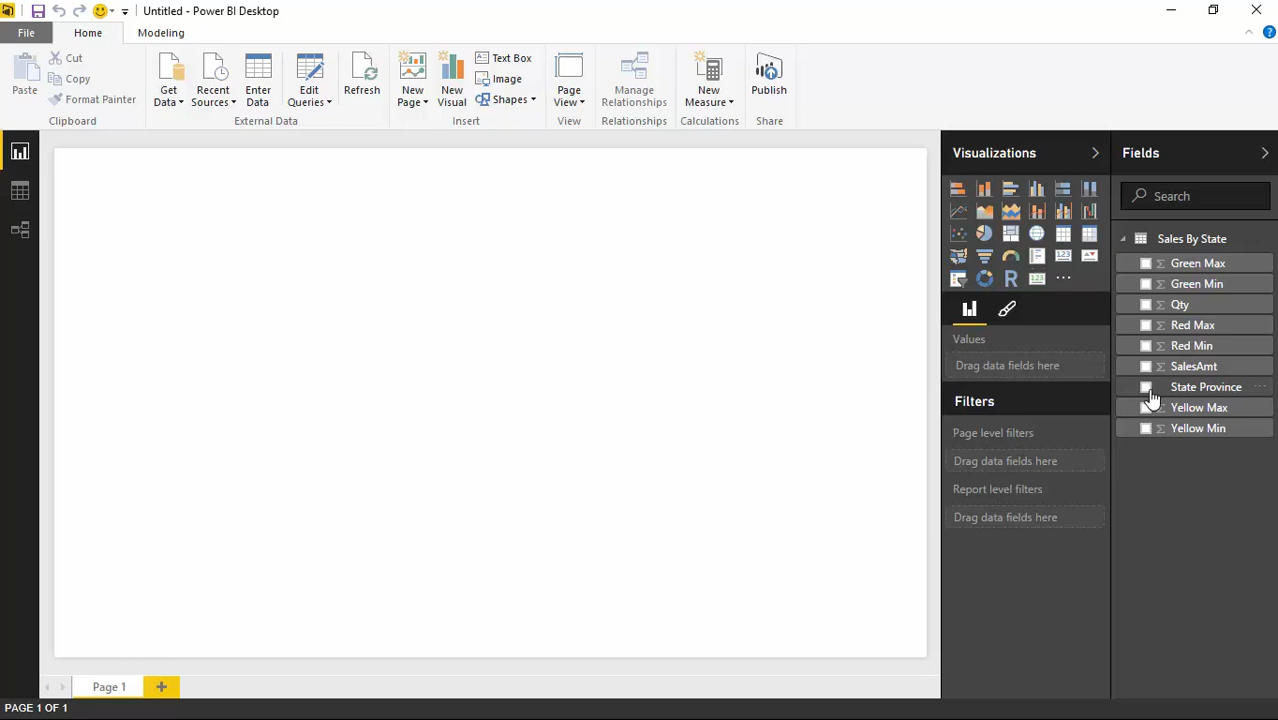 Untitled - Power BI Desktop
File
Home
Modeling
Paste
Cut
Copy
Format Painter
Clipboard
Get Data
Recent Sources
Enter Data
Edit Queries
Refresh
External Data
New Page
New Visual
Text Box
Image
Shapes
Insert
Page View
View
Manage Relationships
Relationships
New Measure
Calculations
Publish
Share
Visualizations
R
Values
Drag data fields here
Filters
Page level filters
Drag data fields here
Report level filters
Drag data fields here
Fields
Search
Sales By State
Green Max
Green Min
Qty
Red Max
Red Min
SalesAmt
State Province
Yellow Max
Yellow Min
Page 1
PAGE 1 OF 1